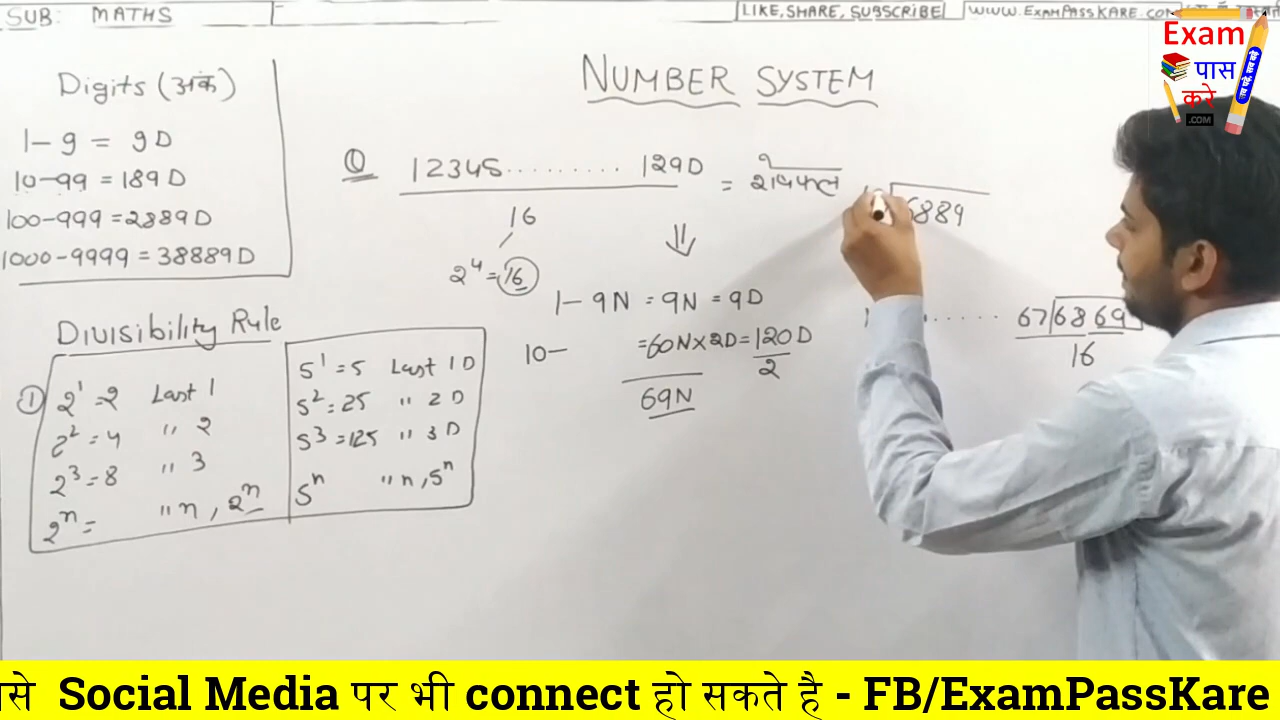 SUB: MATHS
LIKE, SHARE, SUBSCRIBE
WWW.EXAMPASSKARE.COM
Exam
पास
करे
.COM
NUMBER SYSTEM
Digits (अंक)
1-9 = 9D
10-99 = 189D
100-999 = 2889D
1000-9999 = 38889D
① 12345.......... 129D = शेषफल ?
16
2⁴ = 16
⇓
1-9N = 9N = 9D
10- = 60N×2D = 120D
2
69N
6889
67 6869
16
Divisibility Rule
① 2¹ = 2 Last 1
2² = 4 " 2
2³ = 8 " 3
2ⁿ = " n, 2ⁿ
5¹ = 5 Last 1D
5² = 25 " 2D
5³ = 125 " 3D
5ⁿ " n, 5ⁿ
Social Media पर भी connect हो सकते है - FB/ExamPassKare